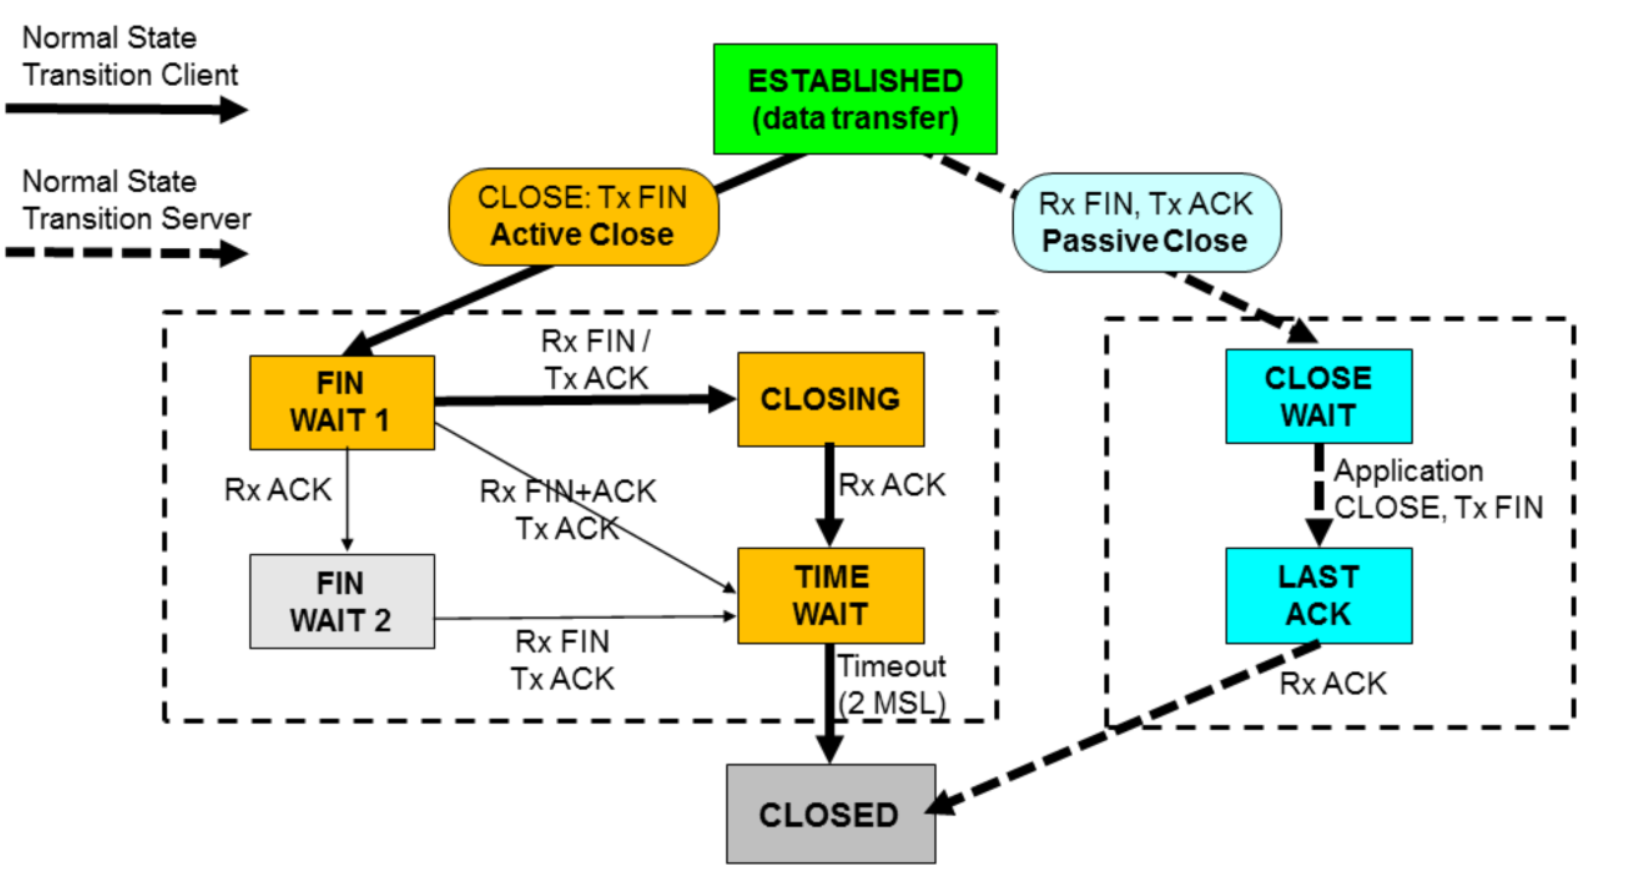 Normal State
Transition Client
Normal State
Transition Server
ESTABLISHED
(data transfer)
CLOSE: Tx FIN
Active Close
Rx FIN, Tx ACK
Passive Close
FIN
WAIT 1
Rx FIN /
Tx ACK
CLOSING
CLOSE
WAIT
Rx ACK
Rx FIN+ACK
Tx ACK
Rx ACK
Application
CLOSE, Tx FIN
FIN
WAIT 2
Rx FIN
Tx ACK
TIME
WAIT
LAST
ACK
Timeout
(2 MSL)
Rx ACK
CLOSED